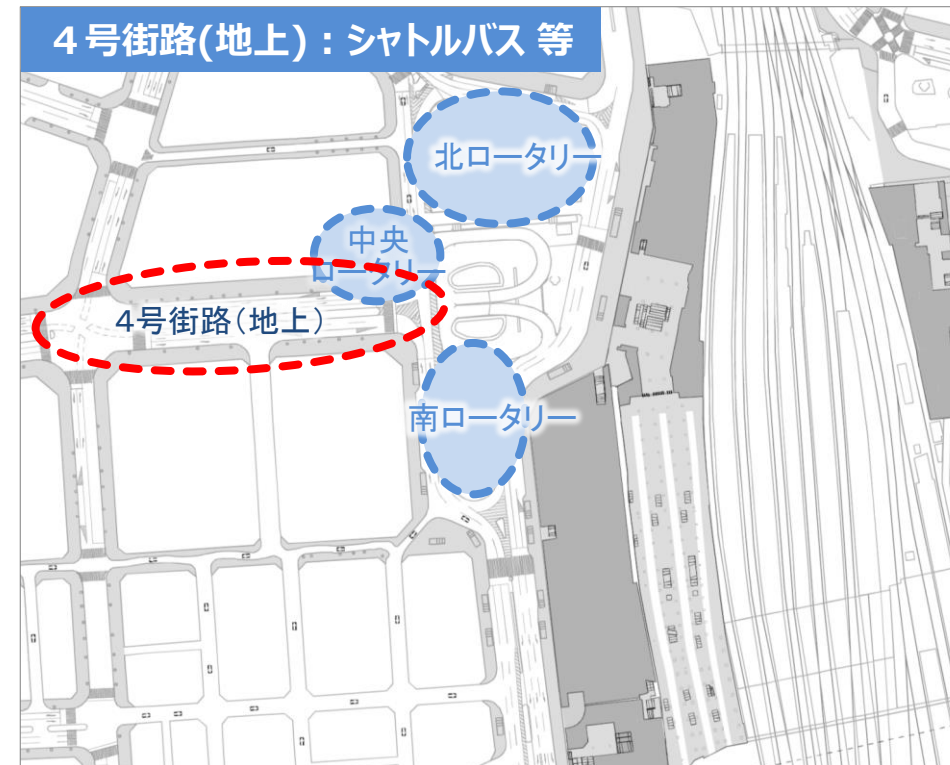 ４号街路(地上)：シャトルバス 等
北ロータリー
中央
ロータリー
４号街路（地上）
南ロータリー